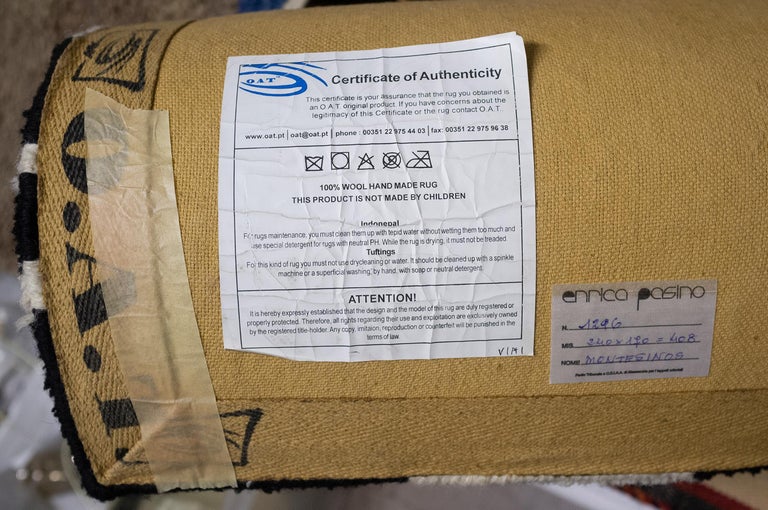 OAT
Certificate of Authenticity
This certificate is your assurance that the rug you obtained is
an O.A.T. original product. If you have concerns about the
legitimacy of this Certificate or the rug contact O.A.T.
www.oat.pt | oat@oat.pt | phone : 00351 22 975 44 03 | fax: 00351 22 975 96 38
100% WOOL HAND MADE RUG
THIS PRODUCT IS NOT MADE BY CHILDREN
Indonepal
For rugs maintenance, you must clean them up with tepid water without wetting them too much and
use special detergent for rugs with neutral PH. While the rug is drying, it must not be treaded.
Tuftings
For this kind of rug you must not use drycleaning or water. It should be cleaned up with a sprinkle
machine or a superficial washing, by hand, with soap or neutral detergent.
ATTENTION!
It is hereby expressly established that the design and the model of this rug are duly registered or
properly protected. Therefore, all rights regarding their use and exploitation are exclusively owned
by the registered title-holder. Any copy, imitaion, reproduction or counterfeit will be punished in the
terms of law.
O.A.T.
enrica pasino
N. 1296
MIS. 240x170 = 408
NOME MONTESINOS